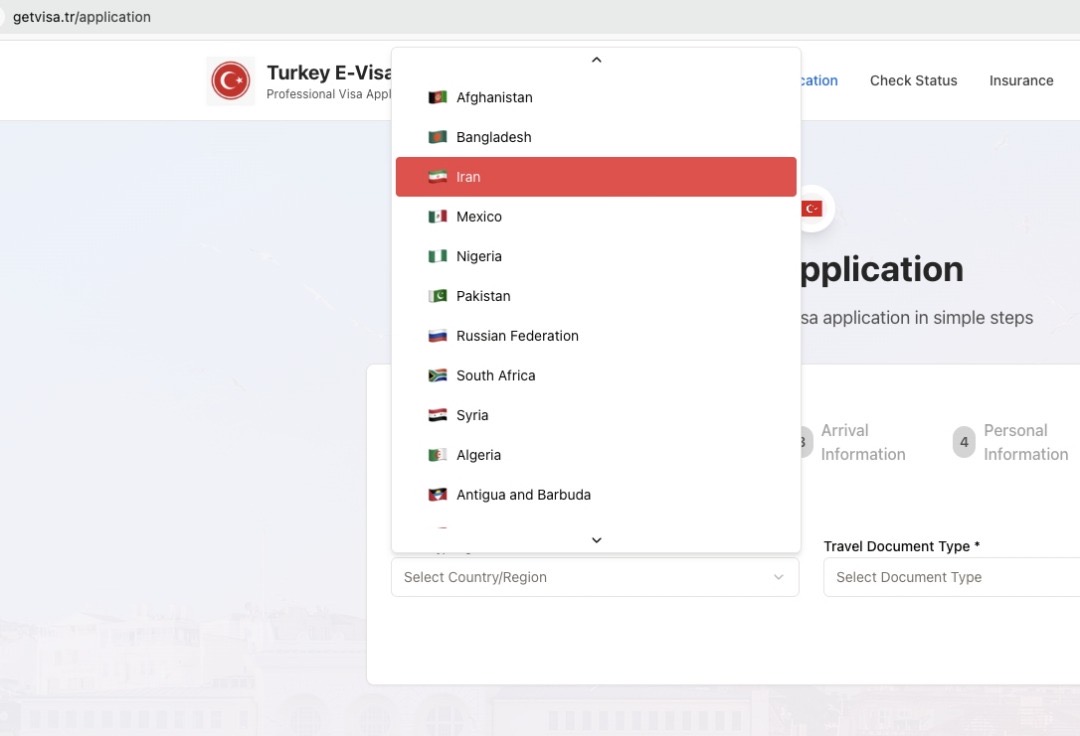 getvisa.tr/application
Turkey E-Visa
Professional Visa Appl
cation
Check Status
Insurance
Afghanistan
Bangladesh
Iran
Mexico
Nigeria
Pakistan
Russian Federation
South Africa
Syria
Algeria
Antigua and Barbuda
pplication
sa application in simple steps
3
Arrival
Information
4
Personal
Information
Select Country/Region
Travel Document Type *
Select Document Type